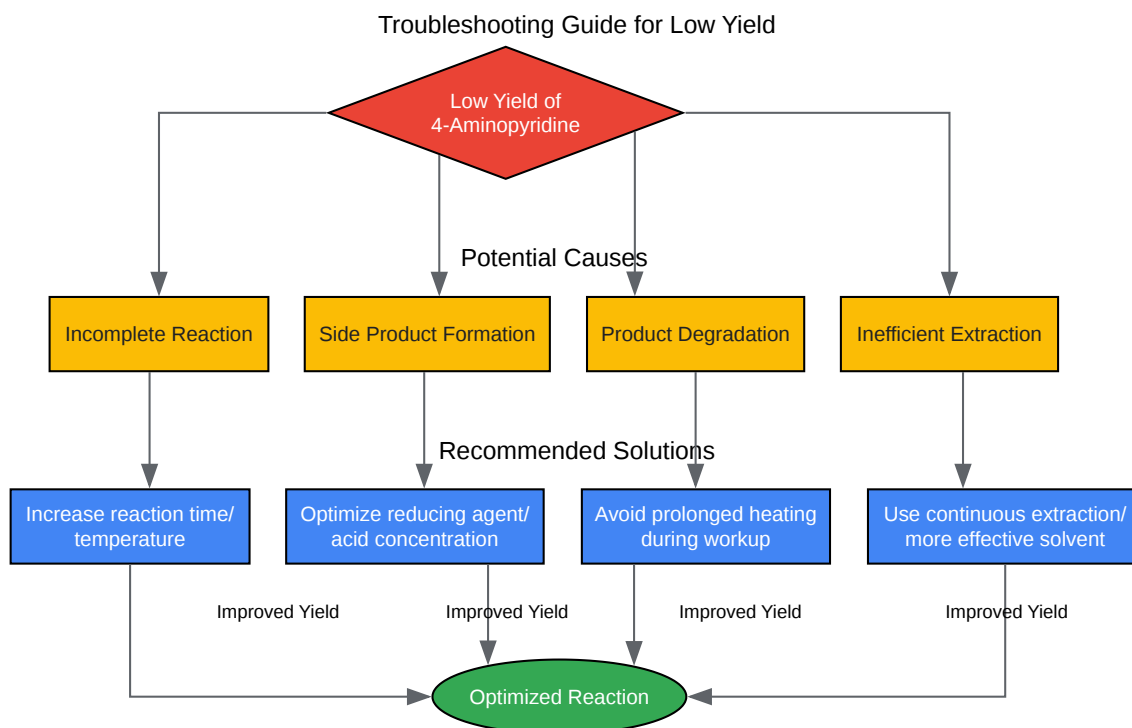 Troubleshooting Guide for Low Yield
Low Yield of
4-Aminopyridine
Potential Causes
Incomplete Reaction
Side Product Formation
Product Degradation
Inefficient Extraction
Recommended Solutions
Increase reaction time/
temperature
Optimize reducing agent/
acid concentration
Avoid prolonged heating
during workup
Use continuous extraction/
more effective solvent
Improved Yield
Improved Yield
Improved Yield
Improved Yield
Optimized Reaction